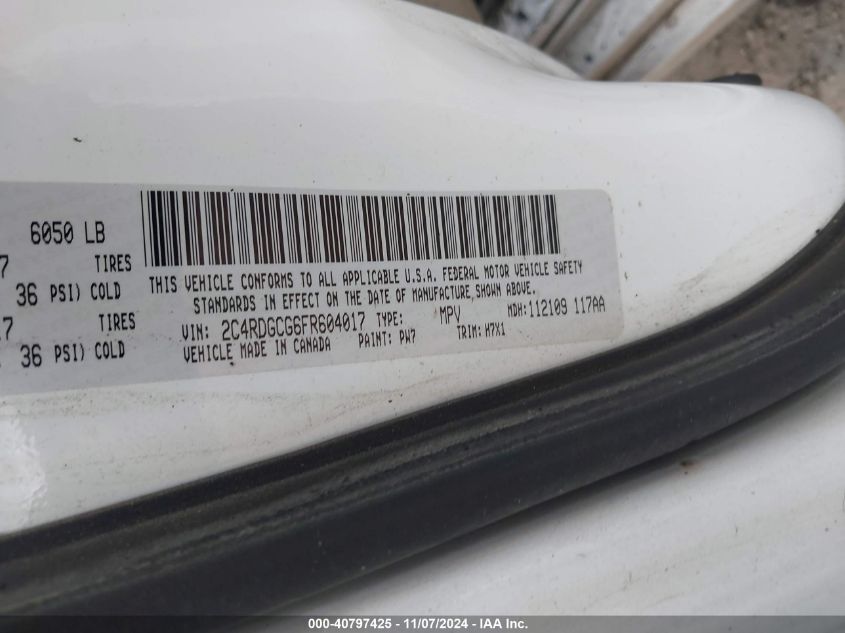 6050 LB
7 TIRES
36 PSI) COLD
17 TIRES
36 PSI) COLD
THIS VEHICLE CONFORMS TO ALL APPLICABLE U.S.A. FEDERAL MOTOR VEHICLE SAFETY
STANDARDS IN EFFECT ON THE DATE OF MANUFACTURE SHOWN ABOVE.
VIN: 2C4RDGCG6FR604017 TYPE: MPV MDH: 112109 117AA
VEHICLE MADE IN CANADA PAINT: PW7 TRIM: H7X1
000-40797425 - 11/07/2024 - IAA Inc.